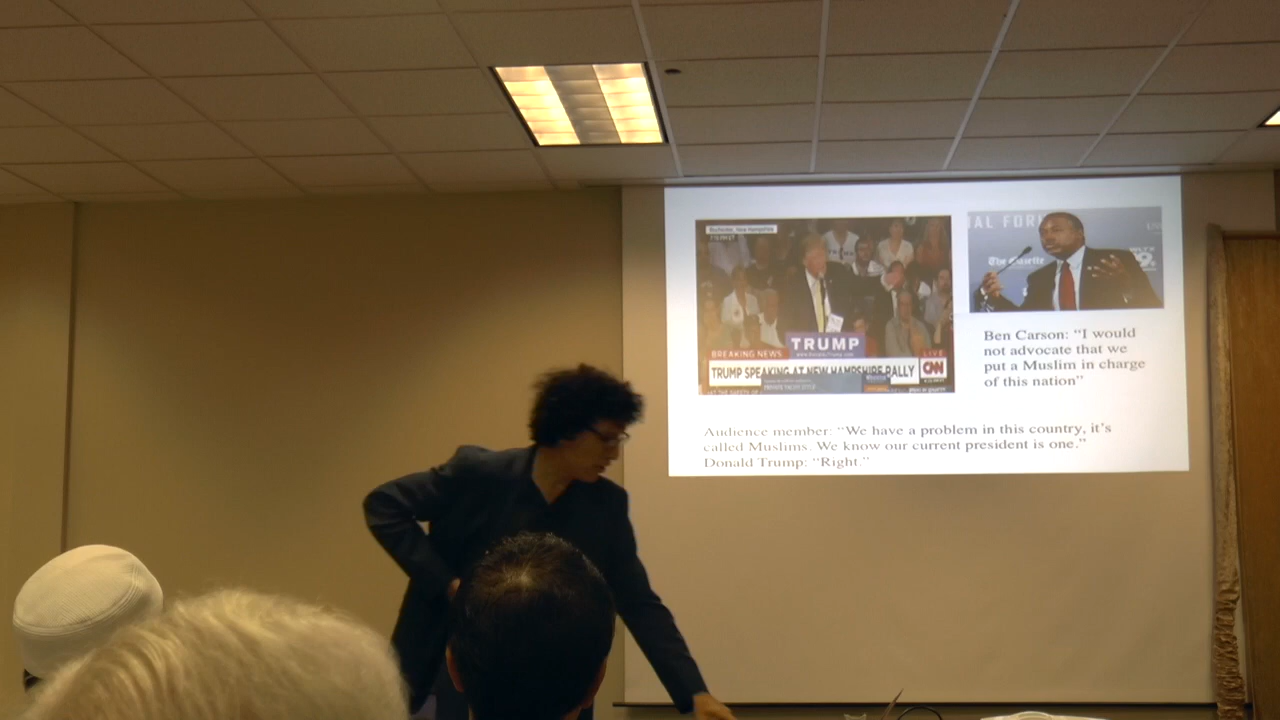 Rochester, New Hampshire
TRUMP
BREAKING NEWS
LIVE
TRUMP SPEAKING AT NEW HAMPSHIRE RALLY
CNN
The Gazette
9.
Ben Carson: “I would
not advocate that we
put a Muslim in charge
of this nation”
Audience member: “We have a problem in this country, it’s
called Muslims. We know our current president is one.”
Donald Trump: “Right.”